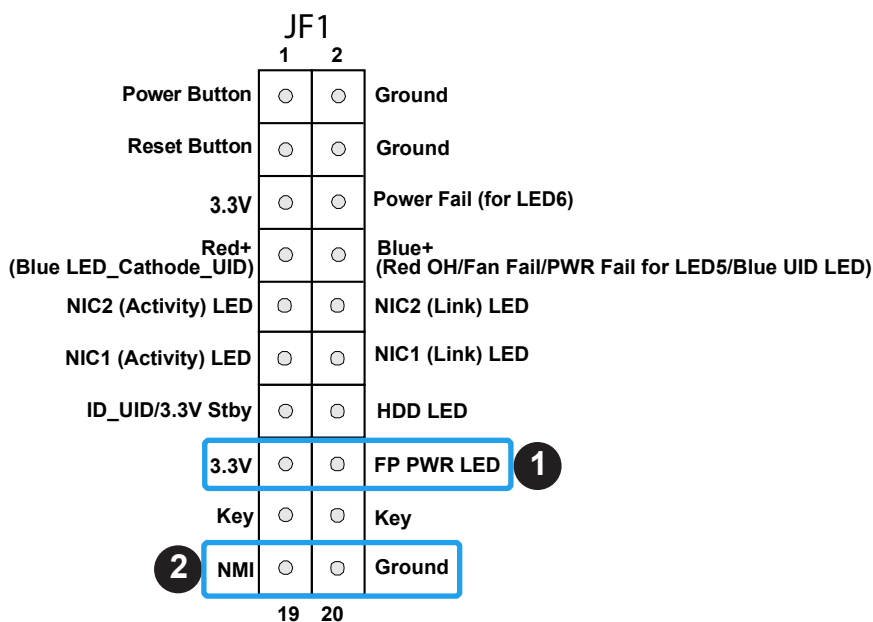 JF1
1 2
Power Button Ground
Reset Button Ground
3.3V Power Fail (for LED6)
Red+ Blue+
(Blue LED_Cathode_UID) (Red OH/Fan Fail/PWR Fail for LED5/Blue UID LED)
NIC2 (Activity) LED NIC2 (Link) LED
NIC1 (Activity) LED NIC1 (Link) LED
ID_UID/3.3V Stby HDD LED
3.3V FP PWR LED 1
Key Key
2 NMI Ground
19 20